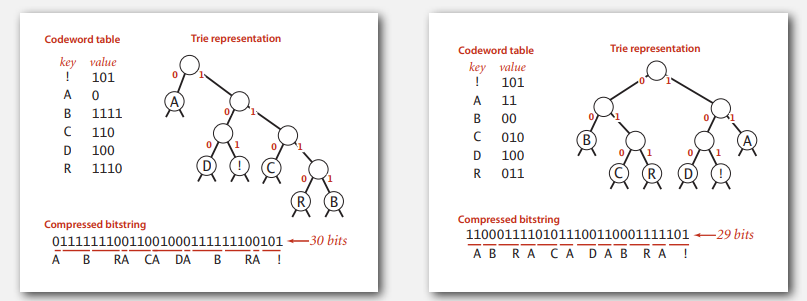 Codeword table
key value
! 101
A 0
B 1111
C 110
D 100
R 1110
Trie representation
0 1
A
0 1
0 1 0 1
D ! C
0 1
R B
Compressed bitstring
011111110011001000111111100101 30 bits
A B RA CA DA B RA !
Codeword table
key value
! 101
A 11
B 00
C 010
D 100
R 011
Trie representation
0 1
0 1 0 1
B A
0 1 0 1
C R D !
Compressed bitstring
11000111101011100110001111101 29 bits
A B R A C A D A B R A !